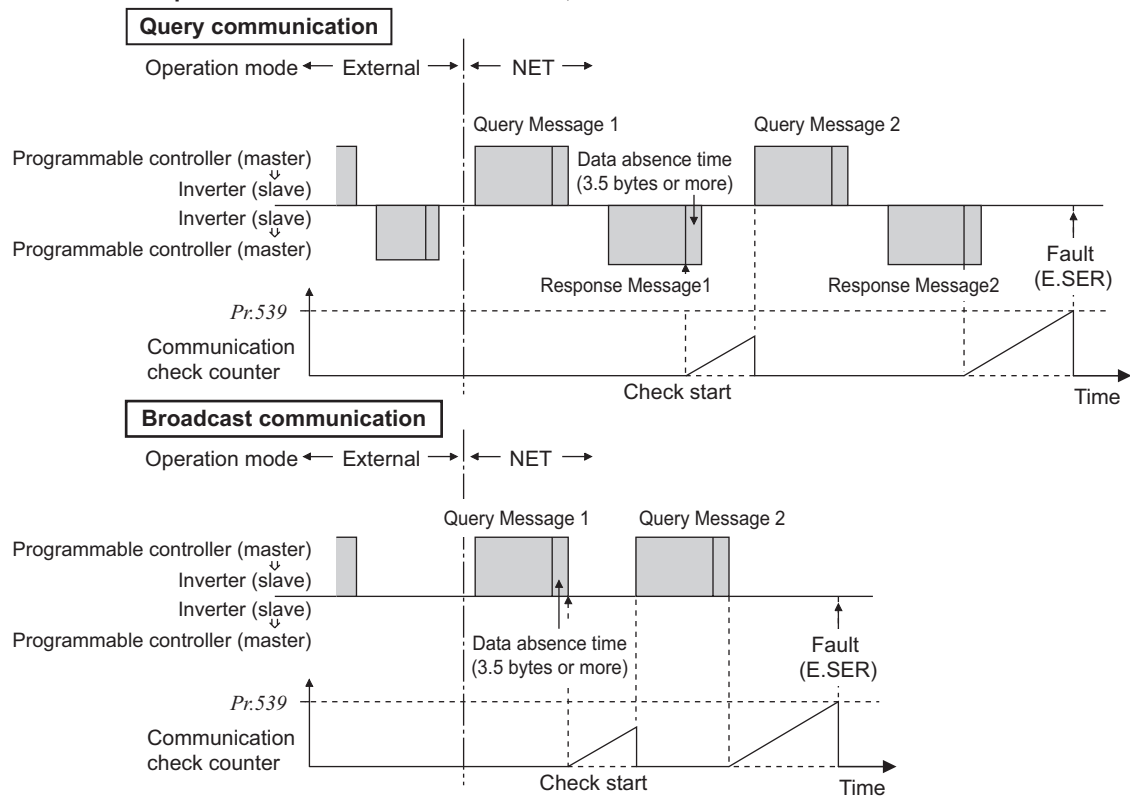 Query communication
Operation mode External NET
Query Message 1 Query Message 2
Programmable controller (master)
Inverter (slave)
Inverter (slave)
Programmable controller (master)
Data absence time
(3.5 bytes or more)
Response Message1 Response Message2
Fault
(E.SER)
Pr.539
Communication
check counter
Check start
Time
Broadcast communication
Operation mode External NET
Query Message 1 Query Message 2
Programmable controller (master)
Inverter (slave)
Inverter (slave)
Programmable controller (master)
Data absence time
(3.5 bytes or more)
Fault
(E.SER)
Pr.539
Communication
check counter
Check start
Time